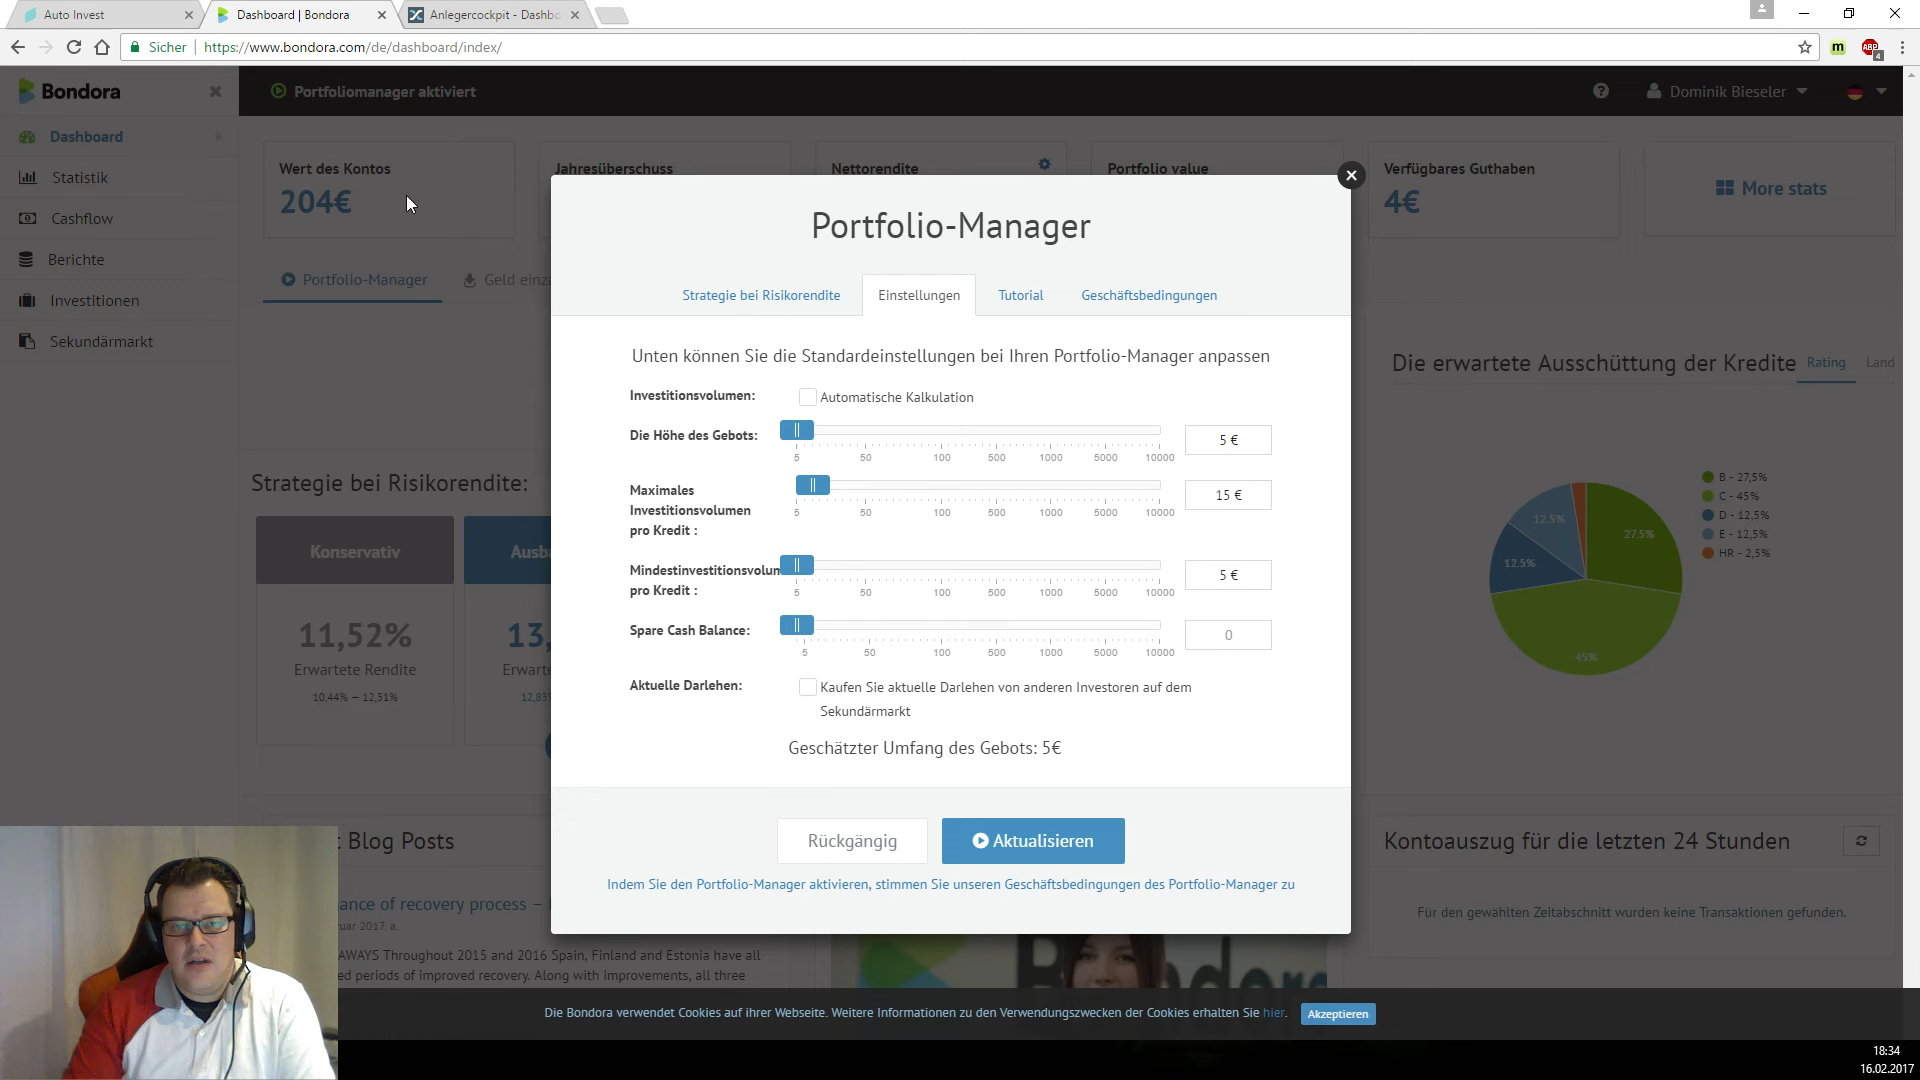 Auto Invest
Dashboard | Bondora
Anlegercockpit - Dashbo
Sicher
https://www.bondora.com/de/dashboard/index/
m
ABP
4
Bondora
Portfoliomanager aktiviert
Dominik Bieseler
Dashboard
Statistik
Cashflow
Berichte
Investitionen
Sekundärmarkt
Wert des Kontos
204€
Jahresüberschuss
Nettorendite
Portfolio value
Verfügbares Guthaben
4€
More stats
Portfolio-Manager
Geld einza
Portfolio-Manager
Strategie bei Risikorendite
Einstellungen
Tutorial
Geschäftsbedingungen
Unten können Sie die Standardeinstellungen bei Ihren Portfolio-Manager anpassen
Investitionsvolumen:
Automatische Kalkulation
Die Höhe des Gebots:
5 50 100 500 1000 5000 10000
5 €
Maximales
Investitionsvolumen
pro Kredit :
5 50 100 500 1000 5000 10000
15 €
Mindestinvestitionsvolun
pro Kredit :
5 50 100 500 1000 5000 10000
5 €
Spare Cash Balance:
5 50 100 500 1000 5000 10000
0
Aktuelle Darlehen:
Kaufen Sie aktuelle Darlehen von anderen Investoren auf dem
Sekundärmarkt
Geschätzter Umfang des Gebots: 5€
Rückgängig
Aktualisieren
Indem Sie den Portfolio-Manager aktivieren, stimmen Sie unseren Geschäftsbedingungen des Portfolio-Manager zu
Strategie bei Risikorendite:
Konservativ
11,52%
Erwartete Rendite
10,44% — 12,51%
Ausba
13,
Erwarte
12,83%
Die erwartete Ausschüttung der Kredite
Rating
Land
B - 27,5%
C - 45%
D - 12,5%
E - 12,5%
HR - 2,5%
12.5%
27.5%
12.5%
45%
t Blog Posts
ance of recovery process –
uar 2017. a.
AWAYS Throughout 2015 and 2016 Spain, Finland and Estonia have all
ed periods of improved recovery. Along with improvements, all three
Kontoauszug für die letzten 24 Stunden
Für den gewählten Zeitabschnitt wurden keine Transaktionen gefunden.
Die Bondora verwendet Cookies auf ihrer Webseite. Weitere Informationen zu den Verwendungszwecken der Cookies erhalten Sie hier.
Akzeptieren
18:34
16.02.2017